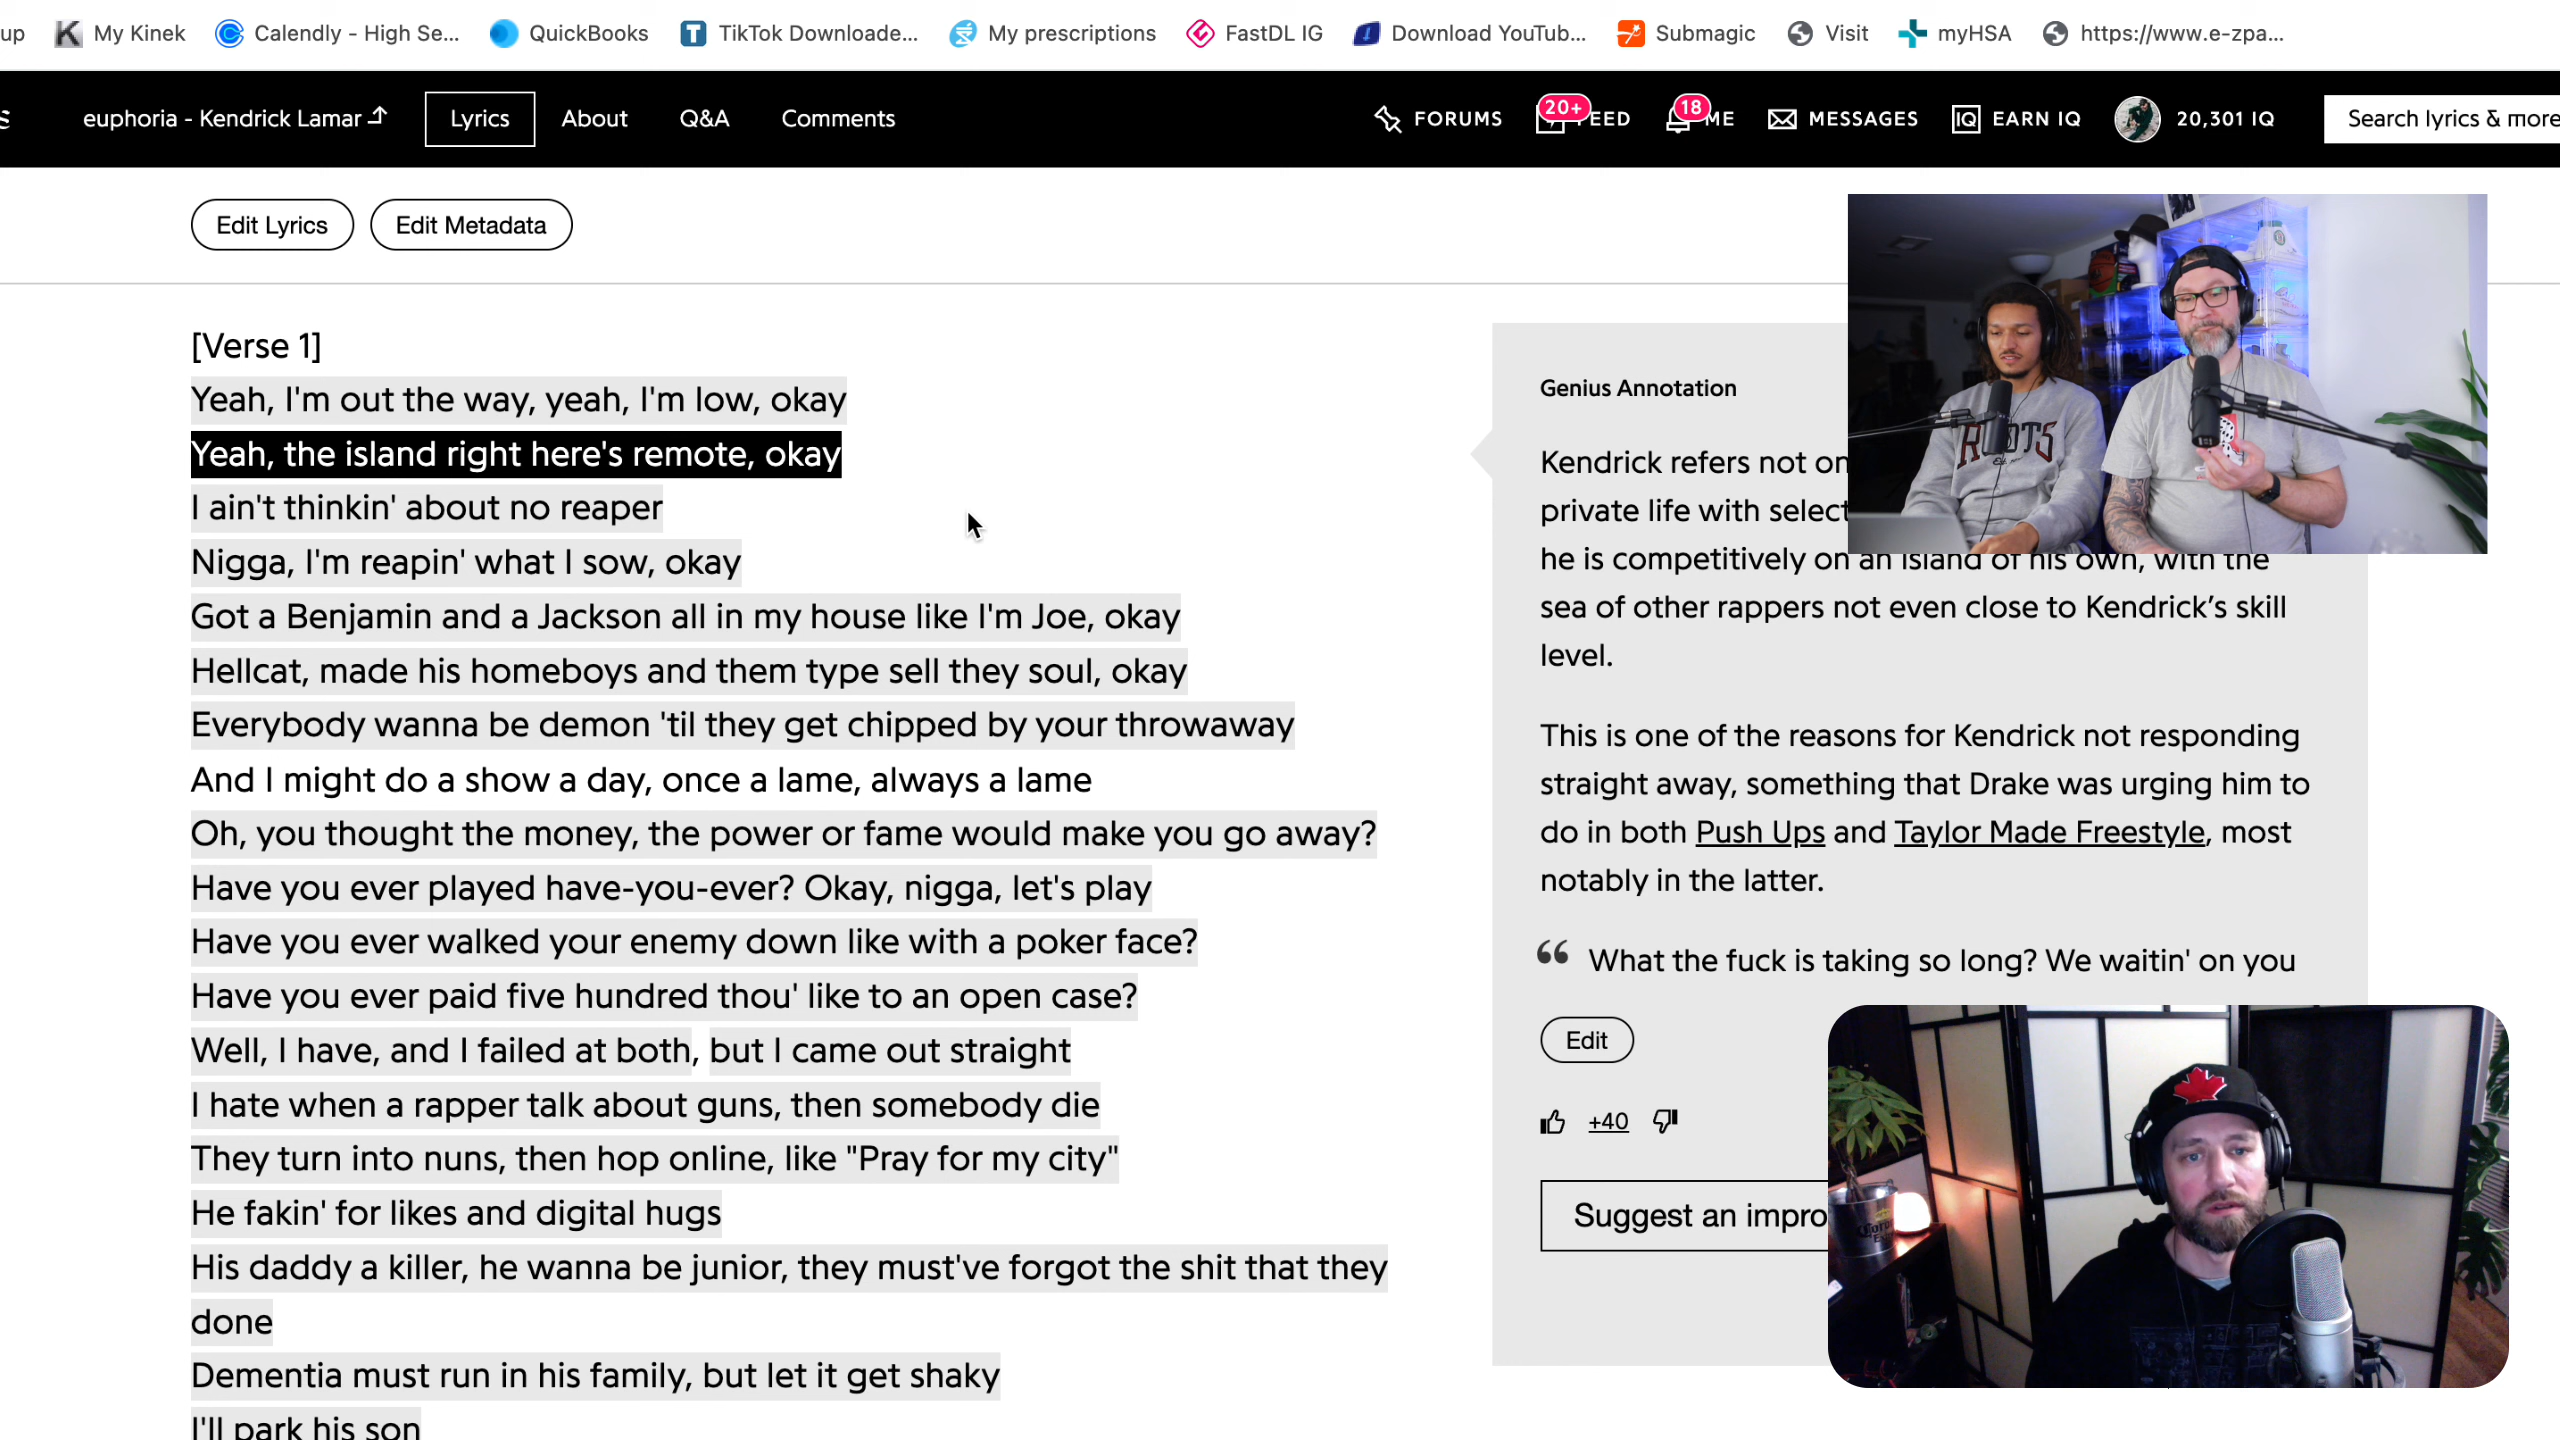 up My Kinek Calendly - High Se... QuickBooks TikTok Downloade... My prescriptions FastDL IG Download YouTub... Submagic Visit myHSA https://www.e-zpa...
s euphoria - Kendrick Lamar Lyrics About Q&A Comments FORUMS 20+ FEED 18 ME MESSAGES IQ EARN IQ 20,301 IQ Search lyrics & more
Edit Lyrics Edit Metadata
[Verse 1]
Yeah, I'm out the way, yeah, I'm low, okay
Yeah, the island right here's remote, okay
I ain't thinkin' about no reaper
Nigga, I'm reapin' what I sow, okay
Got a Benjamin and a Jackson all in my house like I'm Joe, okay
Hellcat, made his homeboys and them type sell they soul, okay
Everybody wanna be demon 'til they get chipped by your throwaway
And I might do a show a day, once a lame, always a lame
Oh, you thought the money, the power or fame would make you go away?
Have you ever played have-you-ever? Okay, nigga, let's play
Have you ever walked your enemy down like with a poker face?
Have you ever paid five hundred thou' like to an open case?
Well, I have, and I failed at both, but I came out straight
I hate when a rapper talk about guns, then somebody die
They turn into nuns, then hop online, like "Pray for my city"
He fakin' for likes and digital hugs
His daddy a killer, he wanna be junior, they must've forgot the shit that they
done
Dementia must run in his family, but let it get shaky
I'll park his son
Genius Annotation
Kendrick refers not on
private life with select
he is competitively on an island of his own, with the
sea of other rappers not even close to Kendrick’s skill
level.
This is one of the reasons for Kendrick not responding
straight away, something that Drake was urging him to
do in both Push Ups and Taylor Made Freestyle, most
notably in the latter.
“ What the fuck is taking so long? We waitin' on you
Edit
+40
Suggest an impro
ROOTS